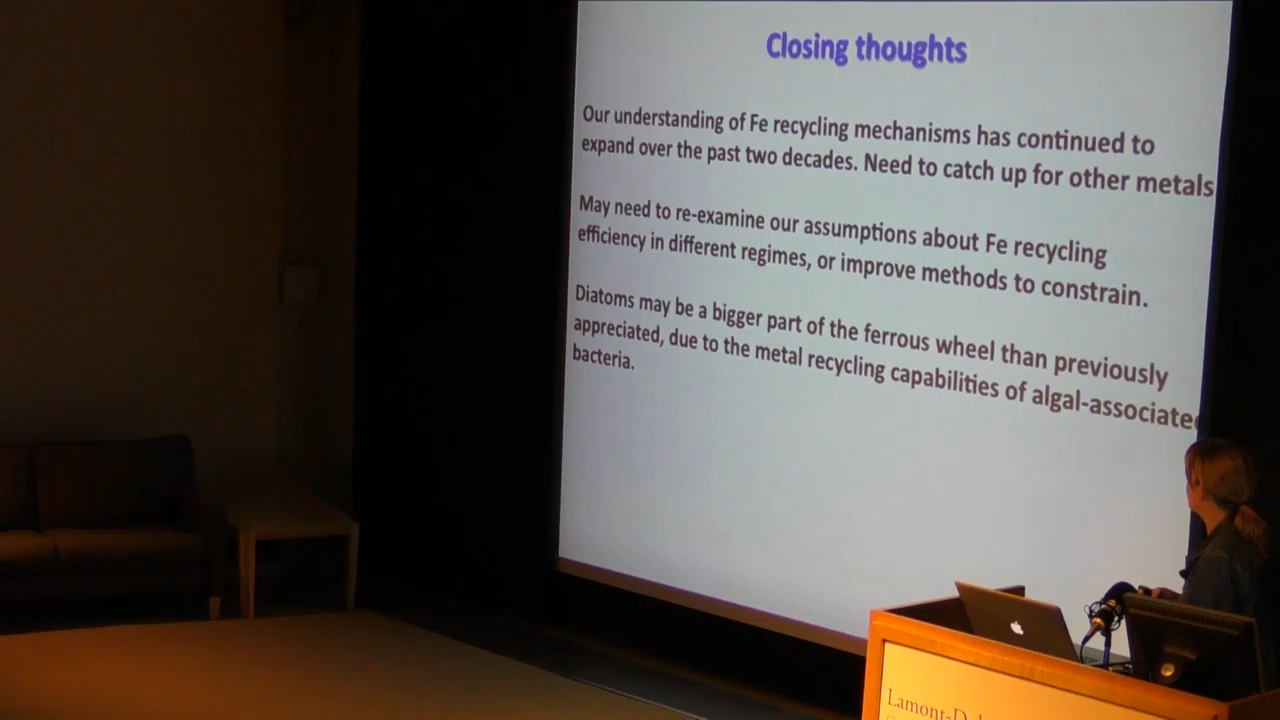 Closing thoughts
Our understanding of Fe recycling mechanisms has continued to
expand over the past two decades. Need to catch up for other metals
May need to re-examine our assumptions about Fe recycling
efficiency in different regimes, or improve methods to constrain.
Diatoms may be a bigger part of the ferrous wheel than previously
appreciated, due to the metal recycling capabilities of algal-associated
bacteria.
Lamont-D